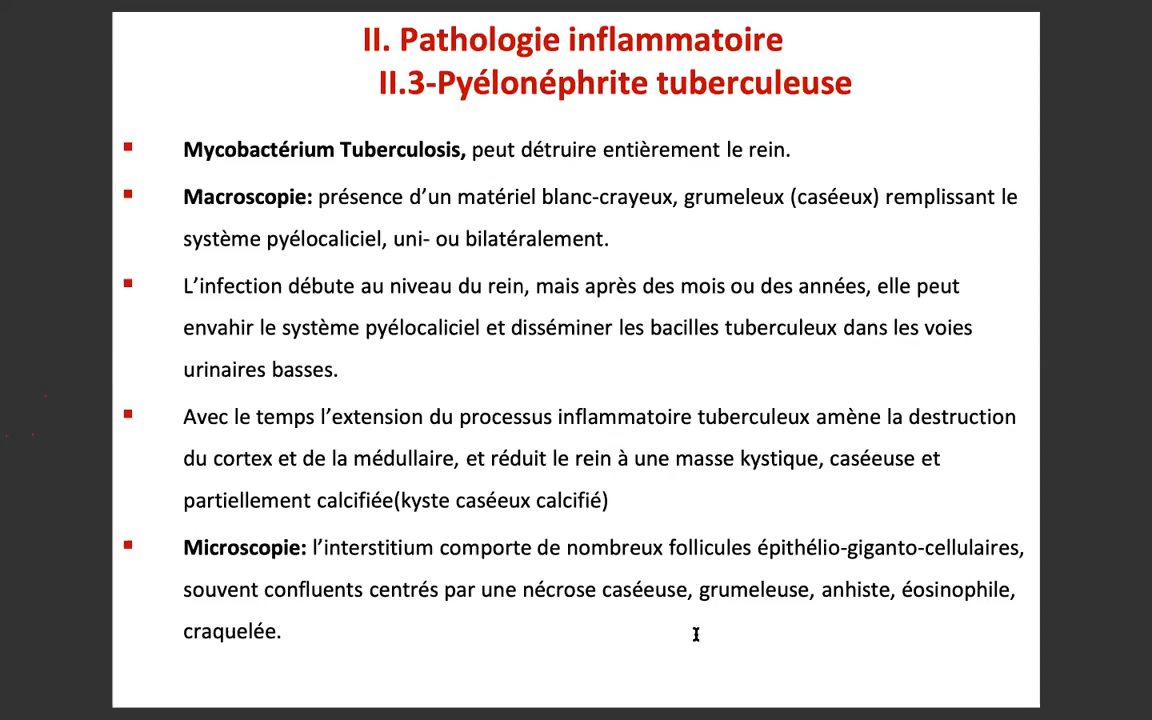 II. Pathologie inflammatoire
II.3-Pyélonéphrite tuberculeuse
Mycobactérium Tuberculosis, peut détruire entièrement le rein.
Macroscopie: présence d’un matériel blanc-crayeux, grumeleux (caséeux) remplissant le
système pyélocaliciel, uni- ou bilatéralement.
L’infection débute au niveau du rein, mais après des mois ou des années, elle peut
envahir le système pyélocaliciel et disséminer les bacilles tuberculeux dans les voies
urinaires basses.
Avec le temps l’extension du processus inflammatoire tuberculeux amène la destruction
du cortex et de la médullaire, et réduit le rein à une masse kystique, caséeuse et
partiellement calcifiée(kyste caséeux calcifié)
Microscopie: l’interstitium comporte de nombreux follicules épithélio-giganto-cellulaires,
souvent confluents centrés par une nécrose caséeuse, grumeleuse, anhiste, éosinophile,
craquelée.